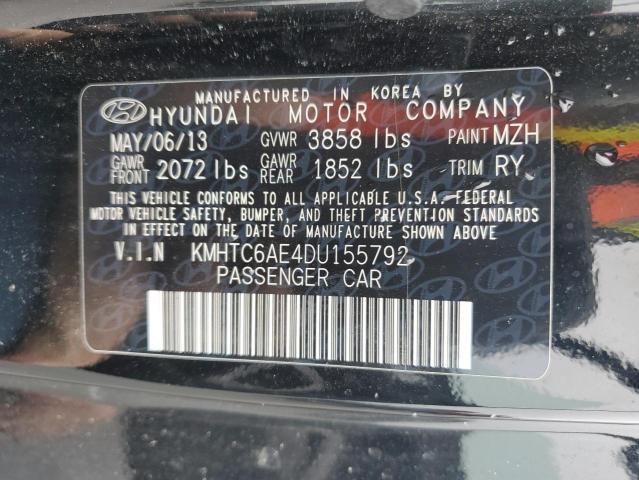 MANUFACTURED IN KOREA BY
HYUNDAI MOTOR COMPANY
MAY/06/13 GVWR 3858 lbs PAINT MZH
GAWR FRONT 2072 lbs GAWR REAR 1852 lbs TRIM RY
THIS VEHICLE CONFORMS TO ALL APPLICABLE U.S.A. FEDERAL
MOTOR VEHICLE SAFETY, BUMPER, AND THEFT PREVENTION STANDARDS
IN EFFECT ON THE DATE OF MANUFACTURE SHOWN ABOVE.
V.I.N KMHTC6AE4DU155792
PASSENGER CAR